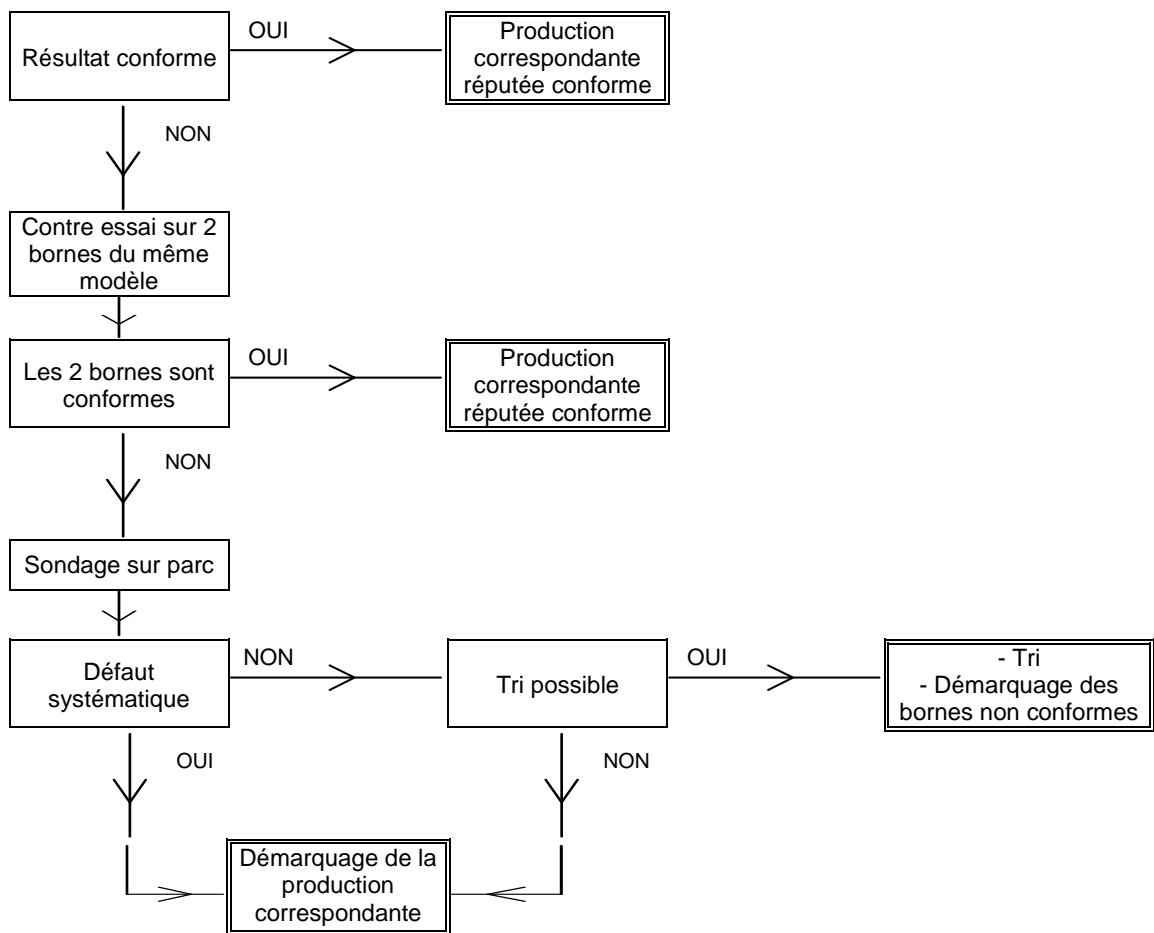 OUI
Production
Résultat conforme
correspondante
réputée conforme
NON
Contre essai sur 2
bornes du même
modèle
OUI
Production
Les 2 bornes sont
conformes
correspondante
réputée conforme
NON
Sondage sur parc
Défaut
systématique
NON
Tri possible
OUI
- Tri
- Démarquage des
bornes non conformes
OUI
NON
Démarquage de la
production
correspondante